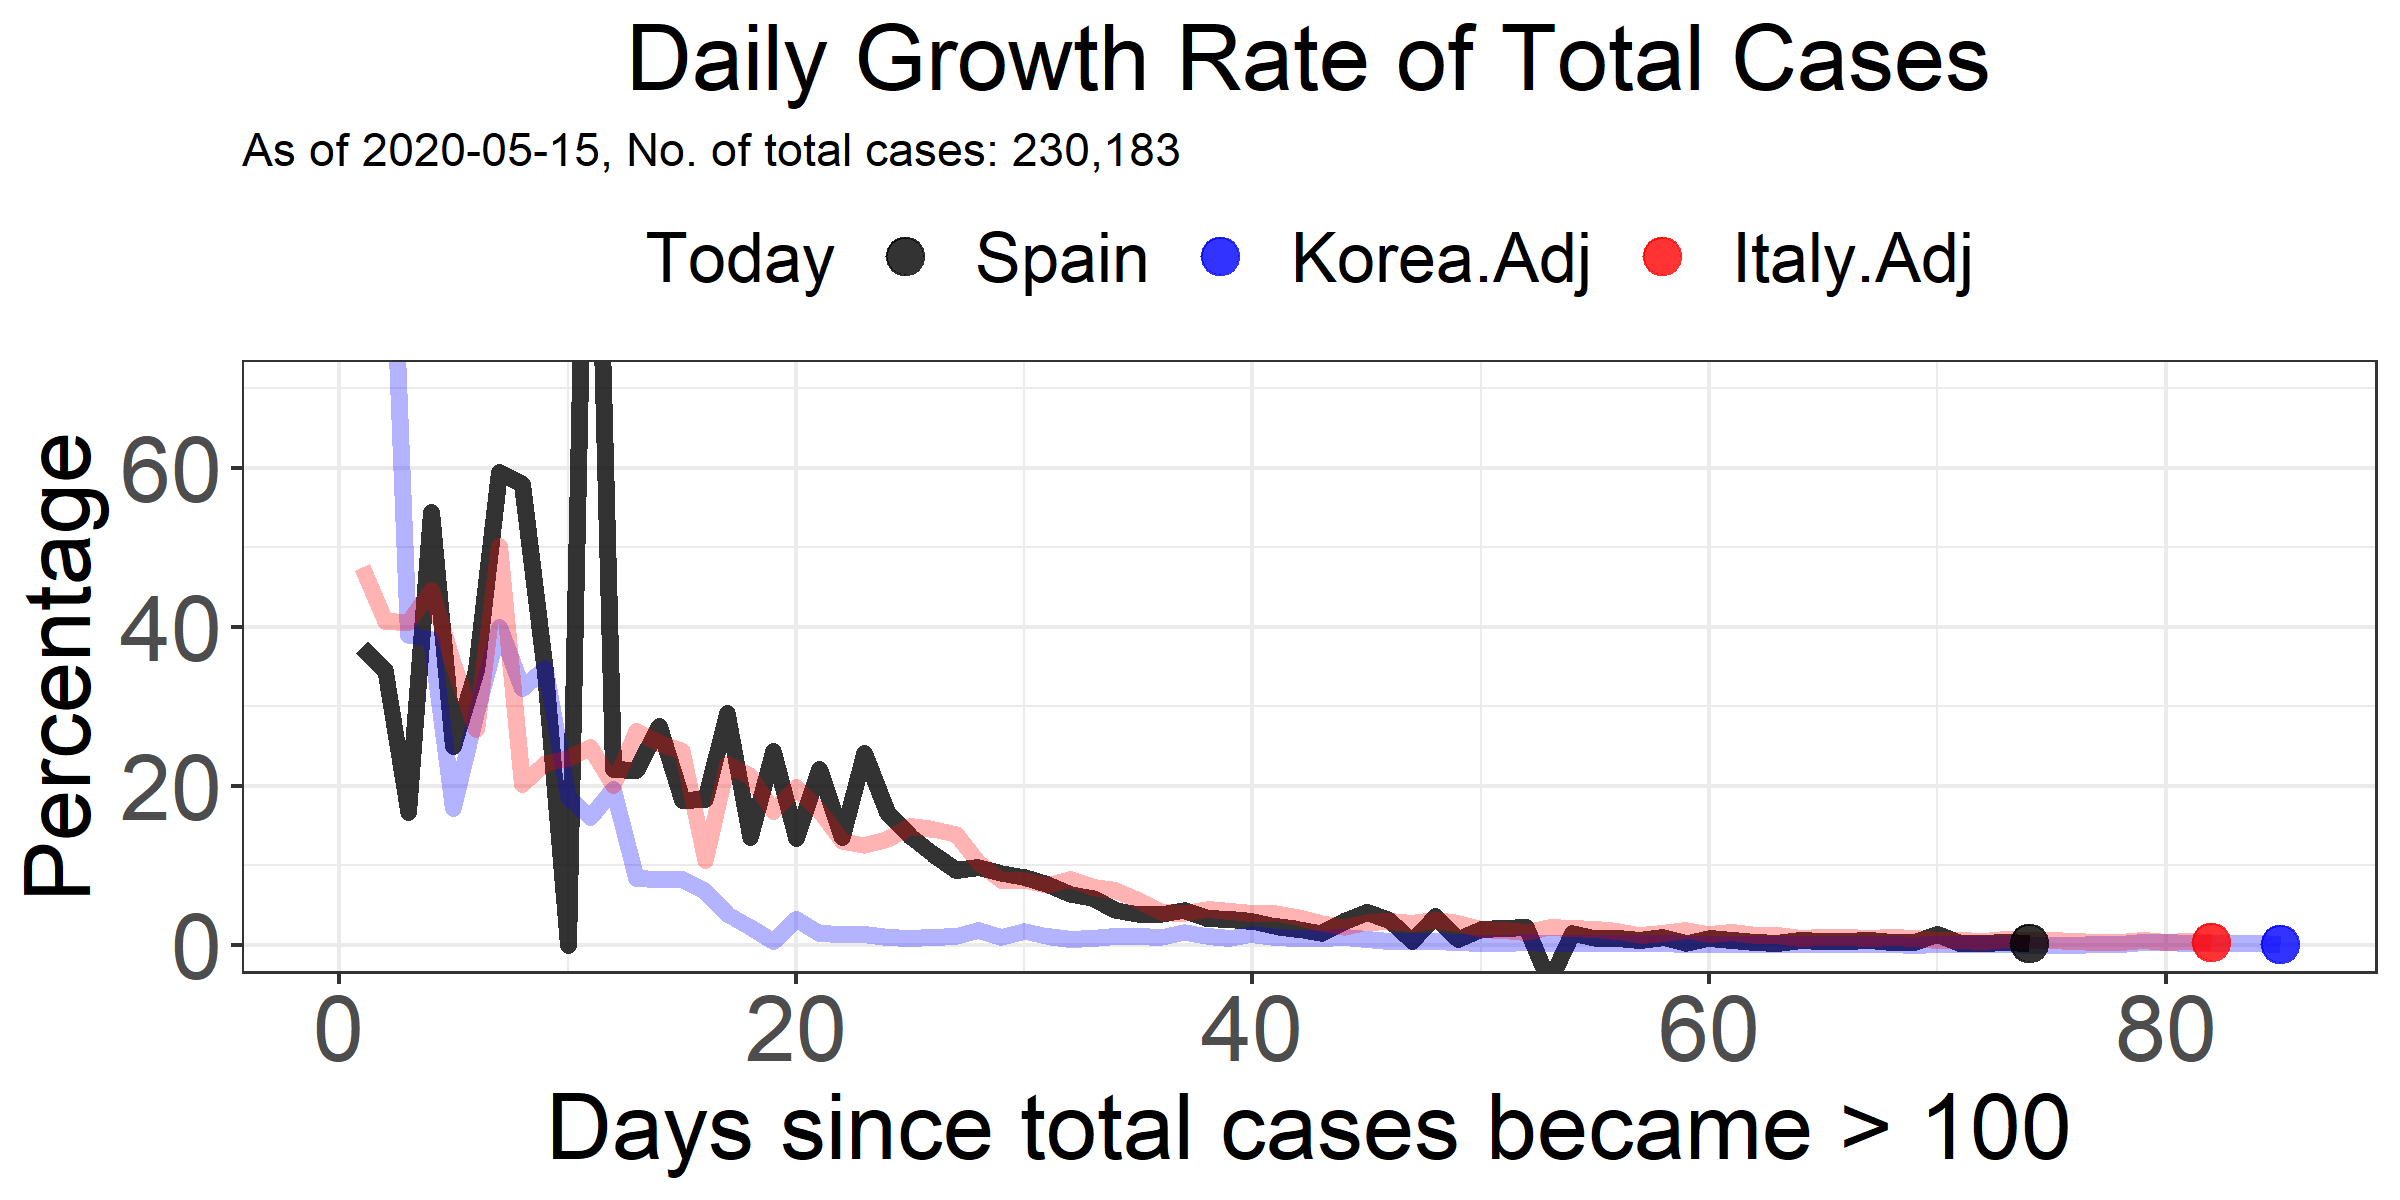 Daily Growth Rate of Total Cases
As of 2020-05-15, No. of total cases: 230,183
Today Spain Korea.Adj Italy.Adj
Percentage
60
40
20
0
0 20 40 60 80
Days since total cases became > 100